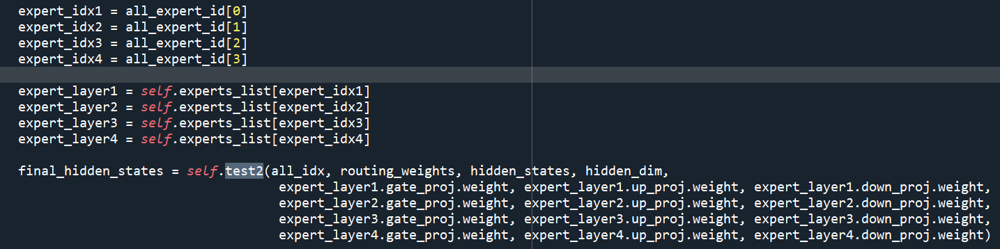 expert_idx1 = all_expert_id[0]
expert_idx2 = all_expert_id[1]
expert_idx3 = all_expert_id[2]
expert_idx4 = all_expert_id[3]
expert_layer1 = self.experts_list[expert_idx1]
expert_layer2 = self.experts_list[expert_idx2]
expert_layer3 = self.experts_list[expert_idx3]
expert_layer4 = self.experts_list[expert_idx4]
final_hidden_states = self.test2(all_idx, routing_weights, hidden_states, hidden_dim,
expert_layer1.gate_proj.weight, expert_layer1.up_proj.weight, expert_layer1.down_proj.weight,
expert_layer2.gate_proj.weight, expert_layer2.up_proj.weight, expert_layer2.down_proj.weight,
expert_layer3.gate_proj.weight, expert_layer3.up_proj.weight, expert_layer3.down_proj.weight,
expert_layer4.gate_proj.weight, expert_layer4.up_proj.weight, expert_layer4.down_proj.weight)